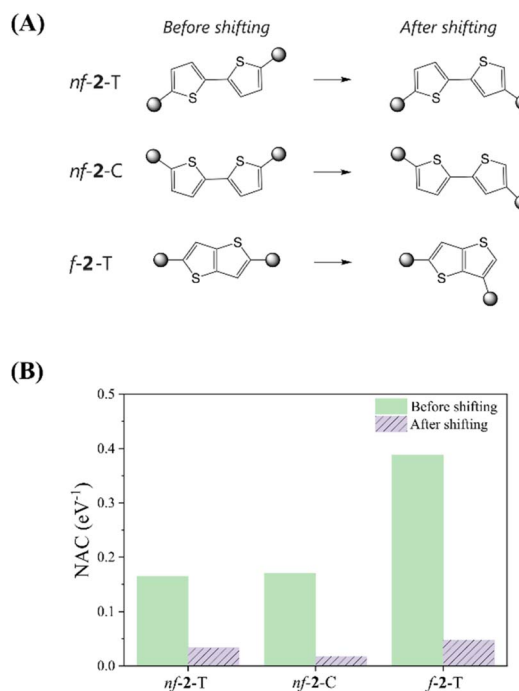 (A)
Before shifting After shifting
nf-2-T
S
S
S
S
nf-2-C
S S
S
S
f-2-T
S
S
S
S
(B)
0.5
Before shifting
After shifting
0.4
0.3
0.2
0.1
0.0
NAC (eV⁻¹)
nf-2-T nf-2-C f-2-T